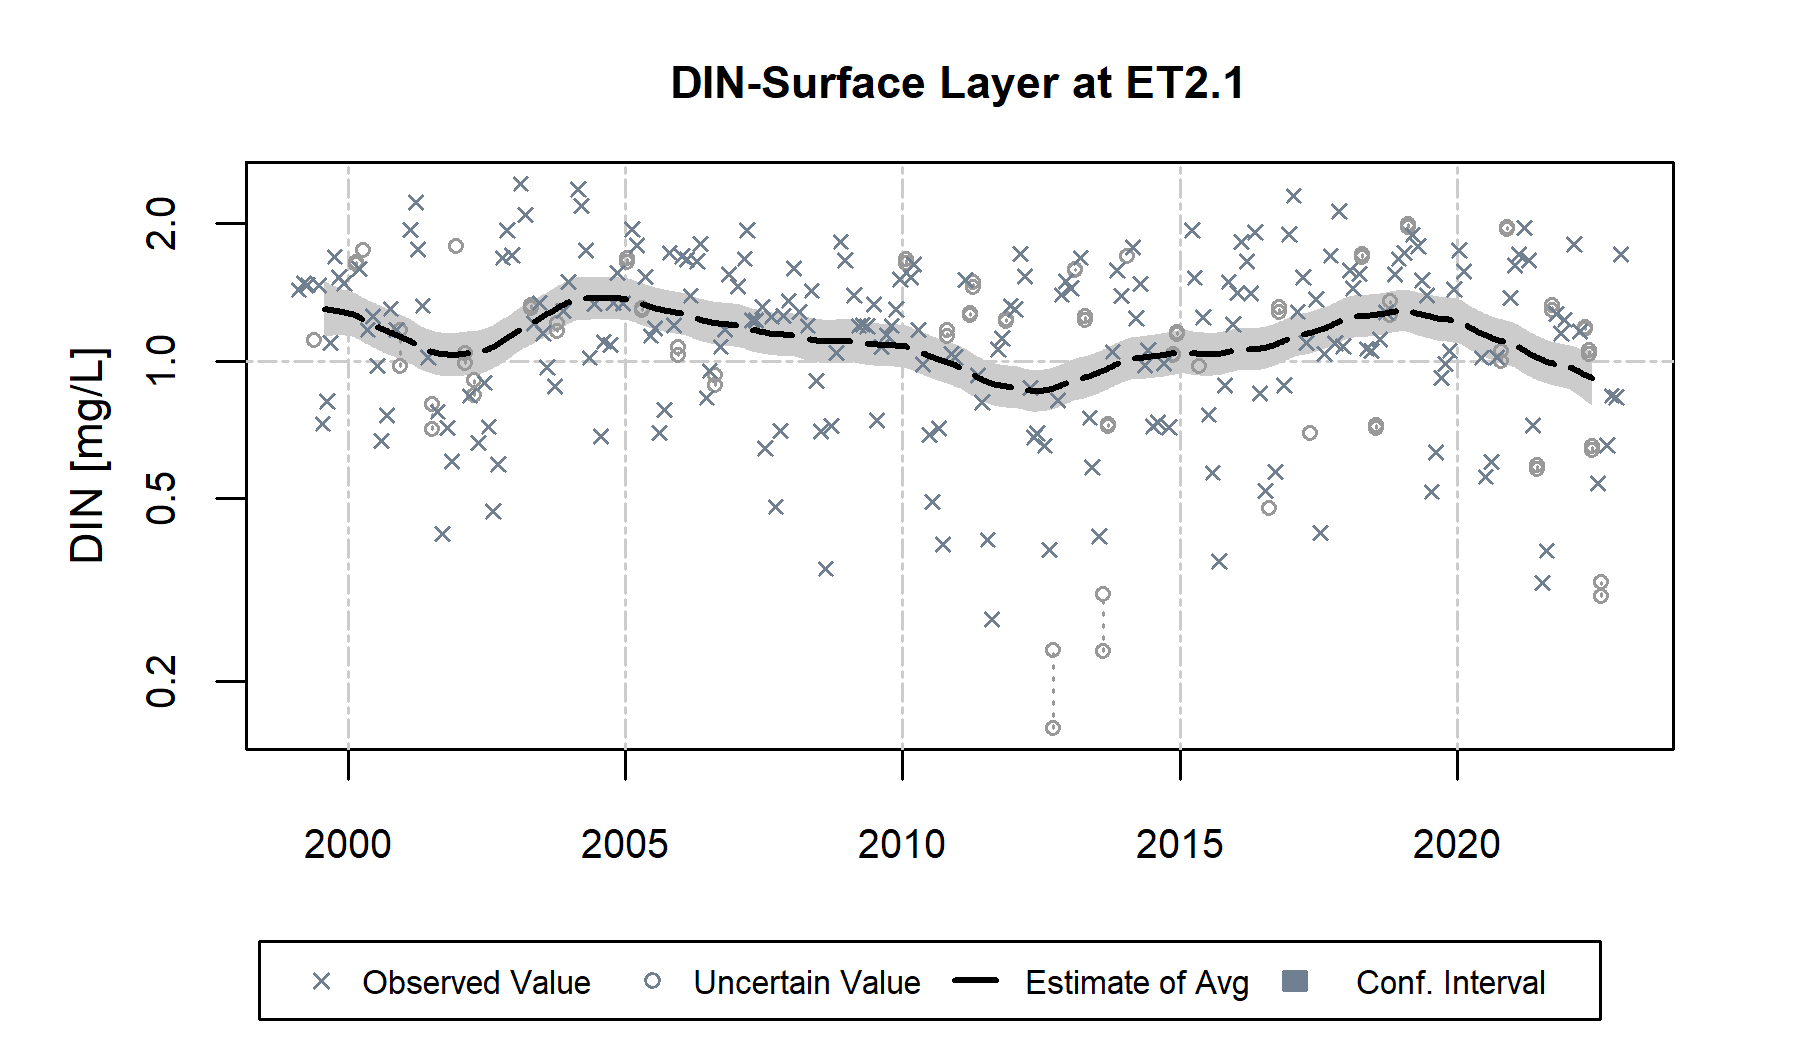 DIN-Surface Layer at ET2.1
DIN [mg/L]
2.0
1.0
0.5
0.2
2000 2005 2010 2015 2020
Observed Value Uncertain Value Estimate of Avg Conf. Interval